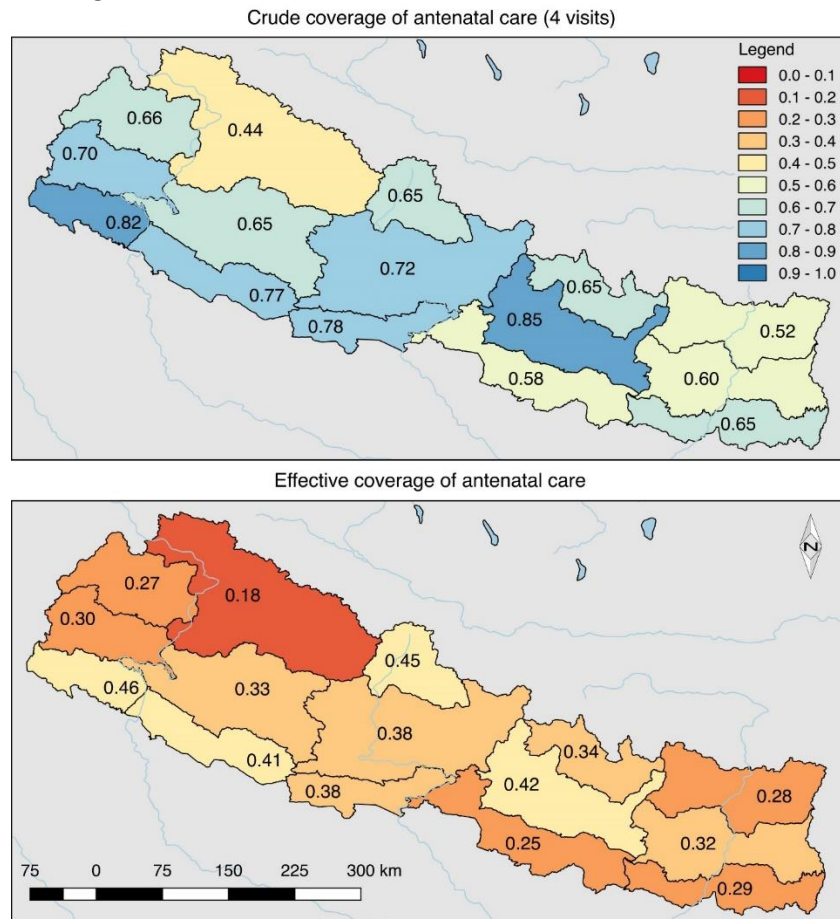 Crude coverage of antenatal care (4 visits)
Legend
0.0 - 0.1
0.1 - 0.2
0.2 - 0.3
0.3 - 0.4
0.4 - 0.5
0.5 - 0.6
0.6 - 0.7
0.7 - 0.8
0.8 - 0.9
0.9 - 1.0
0.66
0.44
0.70
0.82
0.65
0.65
0.72
0.77
0.78
0.65
0.85
0.58
0.52
0.60
0.65
Effective coverage of antenatal care
N
0.27
0.18
0.30
0.46
0.33
0.45
0.38
0.41
0.38
0.34
0.42
0.25
0.28
0.32
0.29
75 0 75 150 225 300 km